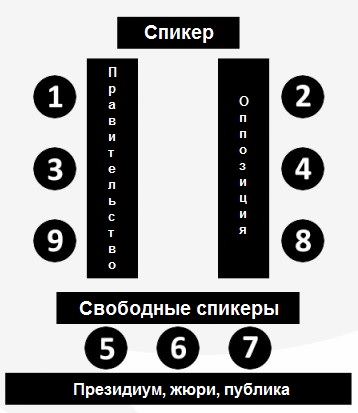 Спикер
Правительство
Оппозиция
1
2
3
4
9
8
Свободные спикеры
5 6 7
Президиум, жюри, публика